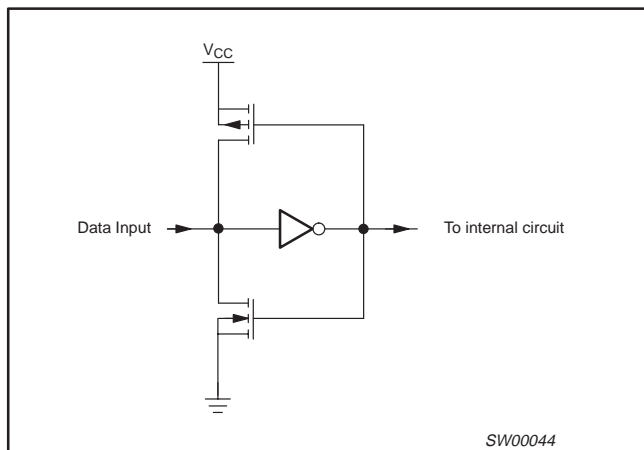 VCC
Data Input
To internal circuit
SW00044